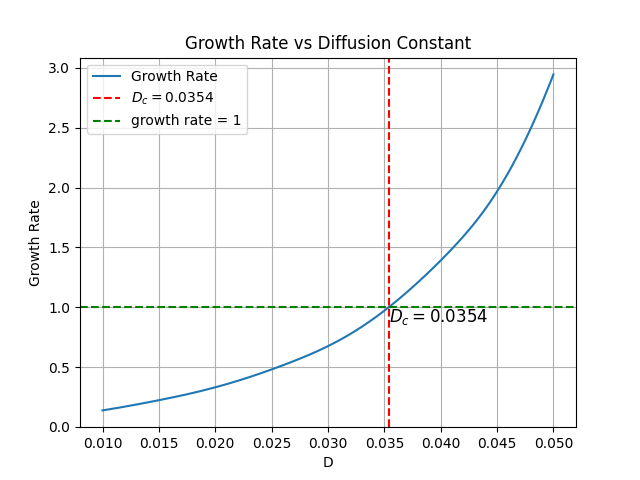 Growth Rate vs Diffusion Constant
Growth Rate
D_c = 0.0354
growth rate = 1
3.0
2.5
2.0
1.5
1.0
0.5
0.0
Growth Rate
D_c = 0.0354
0.010 0.015 0.020 0.025 0.030 0.035 0.040 0.045 0.050
D